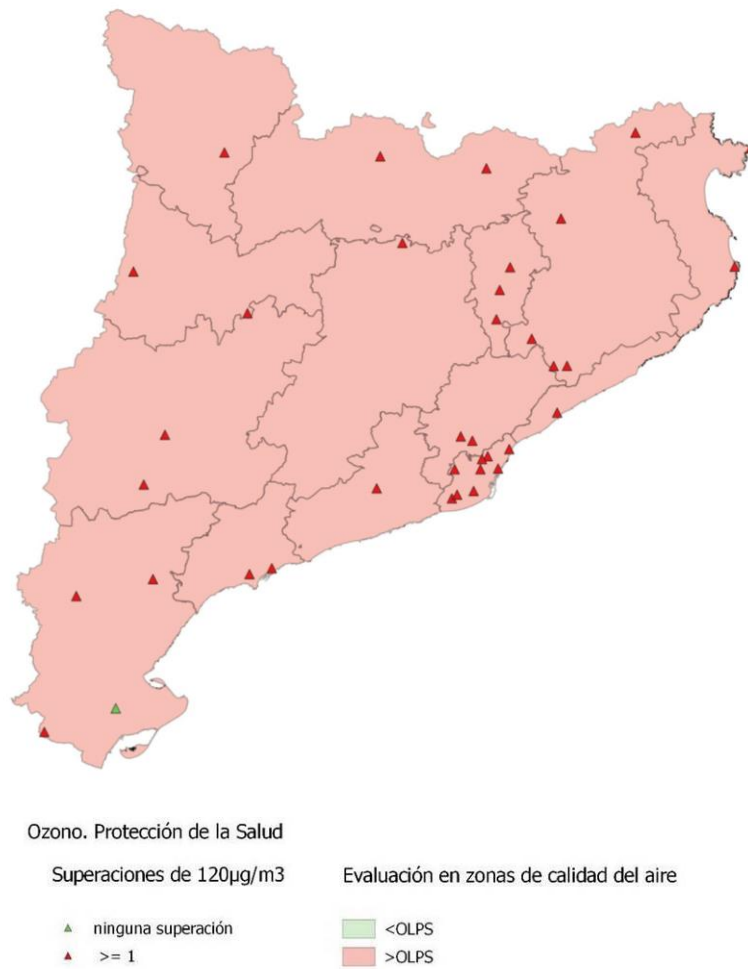 Ozono. Protección de la Salud
Superaciones de 120µg/m3
Evaluación en zonas de calidad del aire
ninguna superación
<OLPS
>= 1
>OLPS